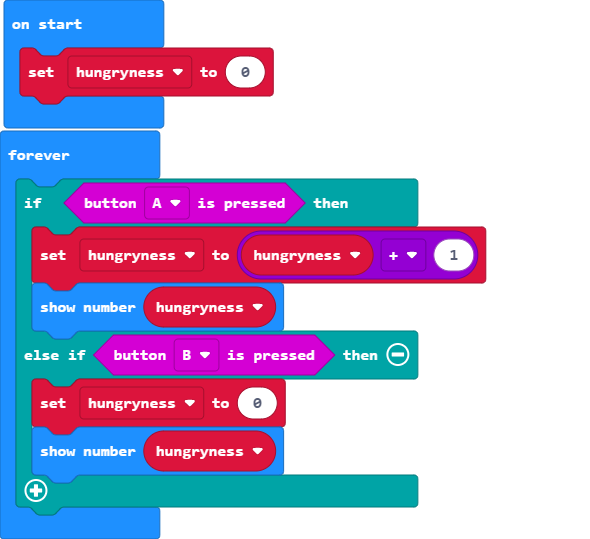 on start
set hungryness to 0
forever
if button A is pressed then
set hungryness to hungryness + 1
show number hungryness
else if button B is pressed then
set hungryness to 0
show number hungryness